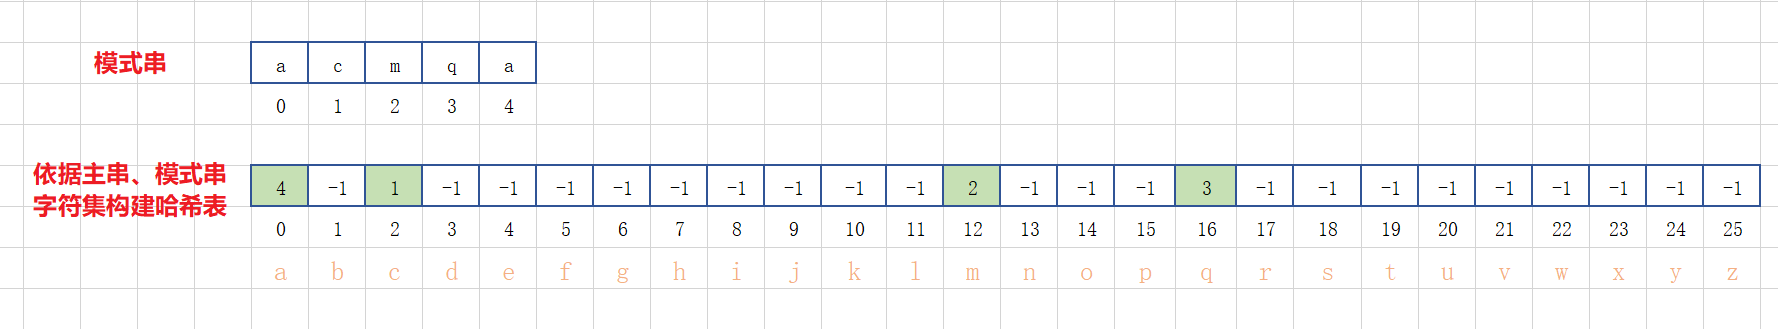 模式串
a c m q a
0 1 2 3 4
依据主串、模式串
字符集构建哈希表
4 -1 1 -1 -1 -1 -1 -1 -1 -1 -1 -1 2 -1 -1 -1 3 -1 -1 -1 -1 -1 -1 -1 -1 -1
0 1 2 3 4 5 6 7 8 9 10 11 12 13 14 15 16 17 18 19 20 21 22 23 24 25
a b c d e f g h i j k l m n o p q r s t u v w x y z